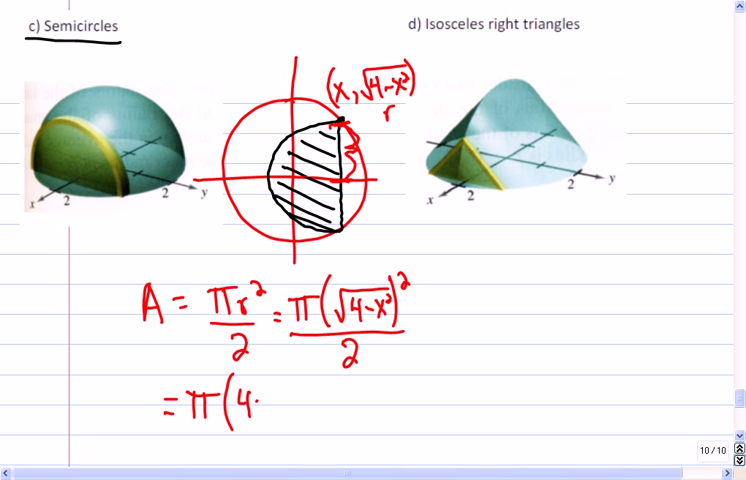 c) Semicircles
d) Isosceles right triangles
(x, √4-x²)
r
x 2 2 y
x 2 2 y
A = πr²/2 = π(√4-x²)²/2
= π(4-
10 / 10